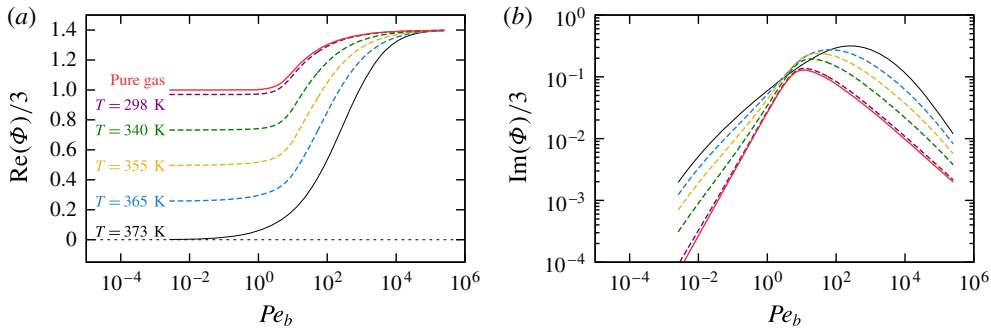 (a)
Re(Φ)/3
1.4
1.2
1.0
0.8
0.6
0.4
0.2
0
Pure gas
T = 298 K
T = 340 K
T = 355 K
T = 365 K
T = 373 K
10⁻⁴ 10⁻² 10⁰ 10² 10⁴ 10⁶
Pe_b
(b)
Im(Φ)/3
10⁰
10⁻¹
10⁻²
10⁻³
10⁻⁴
10⁻⁴ 10⁻² 10⁰ 10² 10⁴ 10⁶
Pe_b